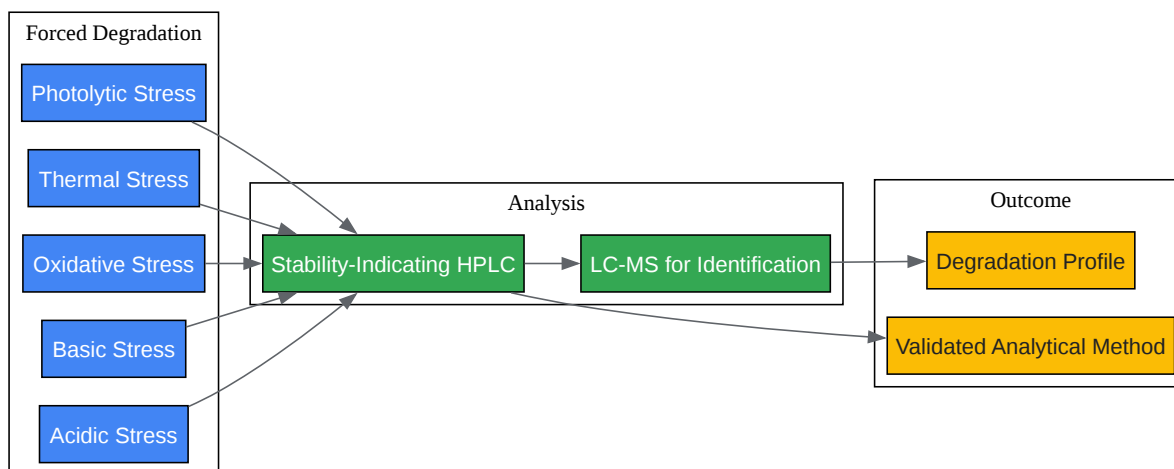 Forced Degradation
Photolytic Stress
Thermal Stress
Oxidative Stress
Basic Stress
Acidic Stress
Analysis
Stability-Indicating HPLC
LC-MS for Identification
Outcome
Degradation Profile
Validated Analytical Method